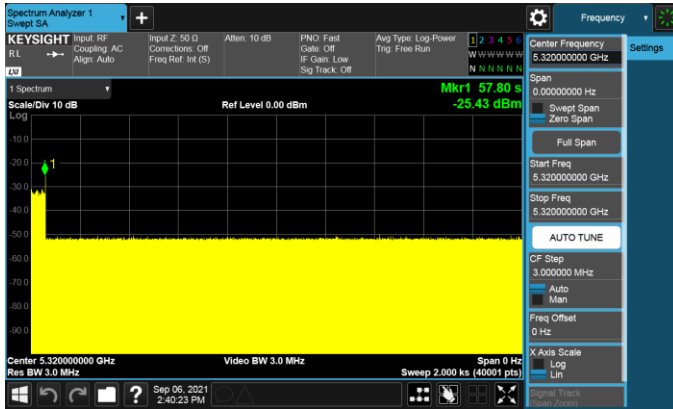 Spectrum Analyzer 1
Swept SA
+
Frequency
KEYSIGHT
RL
LXI
Input: RF
Coupling: AC
Align: Auto
Input Z: 50 Ω
Corrections: Off
Freq Ref: Int (S)
Atten: 10 dB
PNO: Fast
Gate: Off
IF Gain: Low
Sig Track: Off
Avg Type: Log-Power
Trig: Free Run
1 2 3 4 5 6
W W W W W W
N N N N N N
Center Frequency
5.320000000 GHz
Settings
Span
0.00000000 Hz
Swept Span
Zero Span
Full Span
Start Freq
5.320000000 GHz
Stop Freq
5.320000000 GHz
AUTO TUNE
CF Step
3.000000 MHz
Auto
Man
Freq Offset
0 Hz
X Axis Scale
Log
Lin
Signal Track
(Span Zoom)
1 Spectrum
Mkr1 57.80 s
Scale/Div 10 dB
Ref Level 0.00 dBm
-25.43 dBm
Log
-10.0
-20.0
1
-30.0
-40.0
-50.0
-60.0
-70.0
-80.0
-90.0
Center 5.320000000 GHz
Video BW 3.0 MHz
Span 0 Hz
Res BW 3.0 MHz
Sweep 2.000 ks (40001 pts)
?
Sep 06, 2021
2:40:23 PM